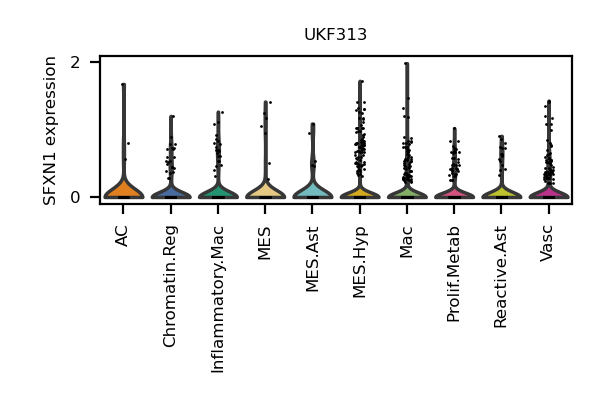 UKF313
SFXN1 expression
2
0
AC
Chromatin.Reg
Inflammatory.Mac
MES
MES.Ast
MES.Hyp
Mac
Prolif.Metab
Reactive.Ast
Vasc